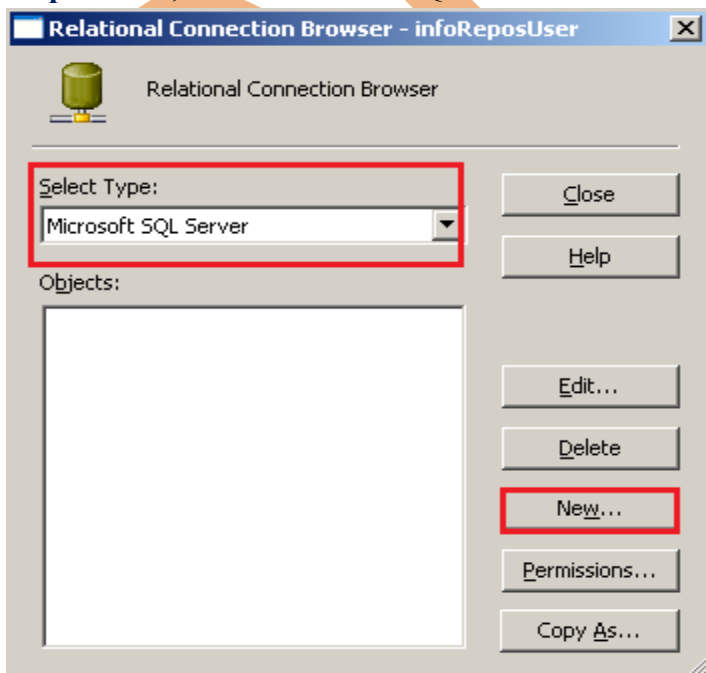 Relational Connection Browser - infoReposUser
Relational Connection Browser
Select Type:
Microsoft SQL Server
Close
Help
Objects:
Edit...
Delete
New...
Permissions...
Copy As...